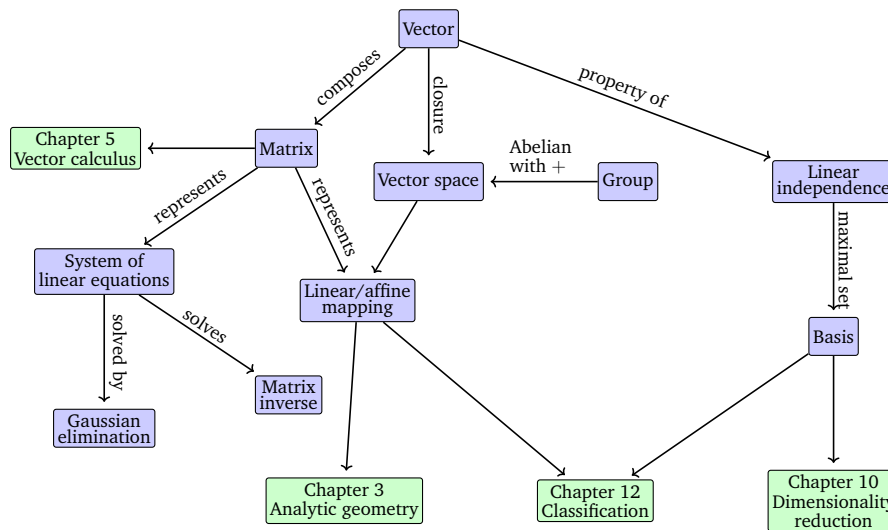 Vector
composes
closure
property of
Chapter 5
Vector calculus
Matrix
Abelian
with +
Vector space
Group
Linear
independence
represents
represents
maximal set
System of
linear equations
Linear/affine
mapping
solved by
solves
Basis
Matrix
inverse
Gaussian
elimination
Chapter 3
Analytic geometry
Chapter 12
Classification
Chapter 10
Dimensionality
reduction